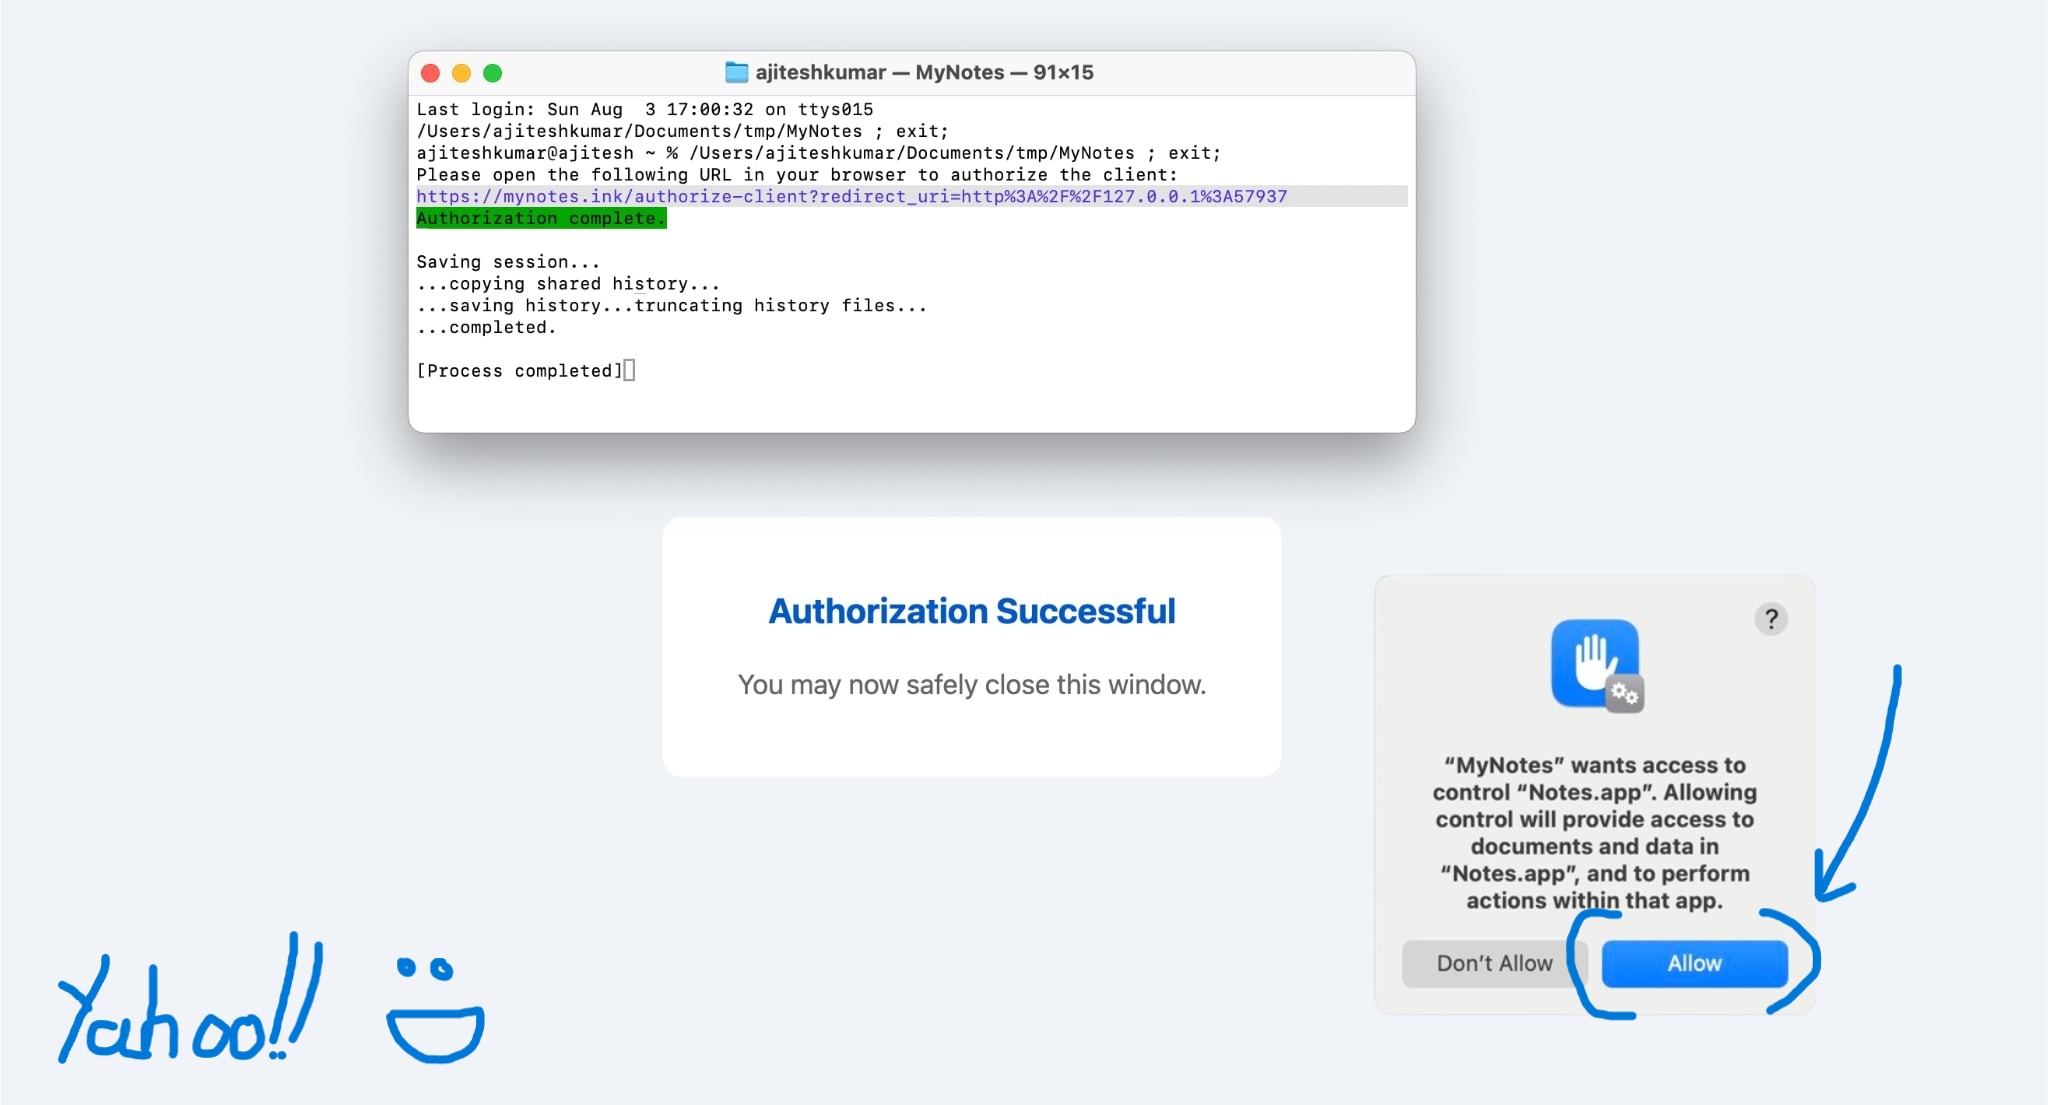 ajiteshkumar — MyNotes — 91×15
Last login: Sun Aug  3 17:00:32 on ttys015
/Users/ajiteshkumar/Documents/tmp/MyNotes ; exit;
ajiteshkumar@ajitesh ~ % /Users/ajiteshkumar/Documents/tmp/MyNotes ; exit;
Please open the following URL in your browser to authorize the client:
https://mynotes.ink/authorize-client?redirect_uri=http%3A%2F%2F127.0.0.1%3A57937
Authorization complete.
Saving session...
...copying shared history...
...saving history...truncating history files...
...completed.
[Process completed]
Authorization Successful
You may now safely close this window.
?
“MyNotes” wants access to
control “Notes.app”. Allowing
control will provide access to
documents and data in
“Notes.app”, and to perform
actions within that app.
Don’t Allow
Allow
Yahoo!!